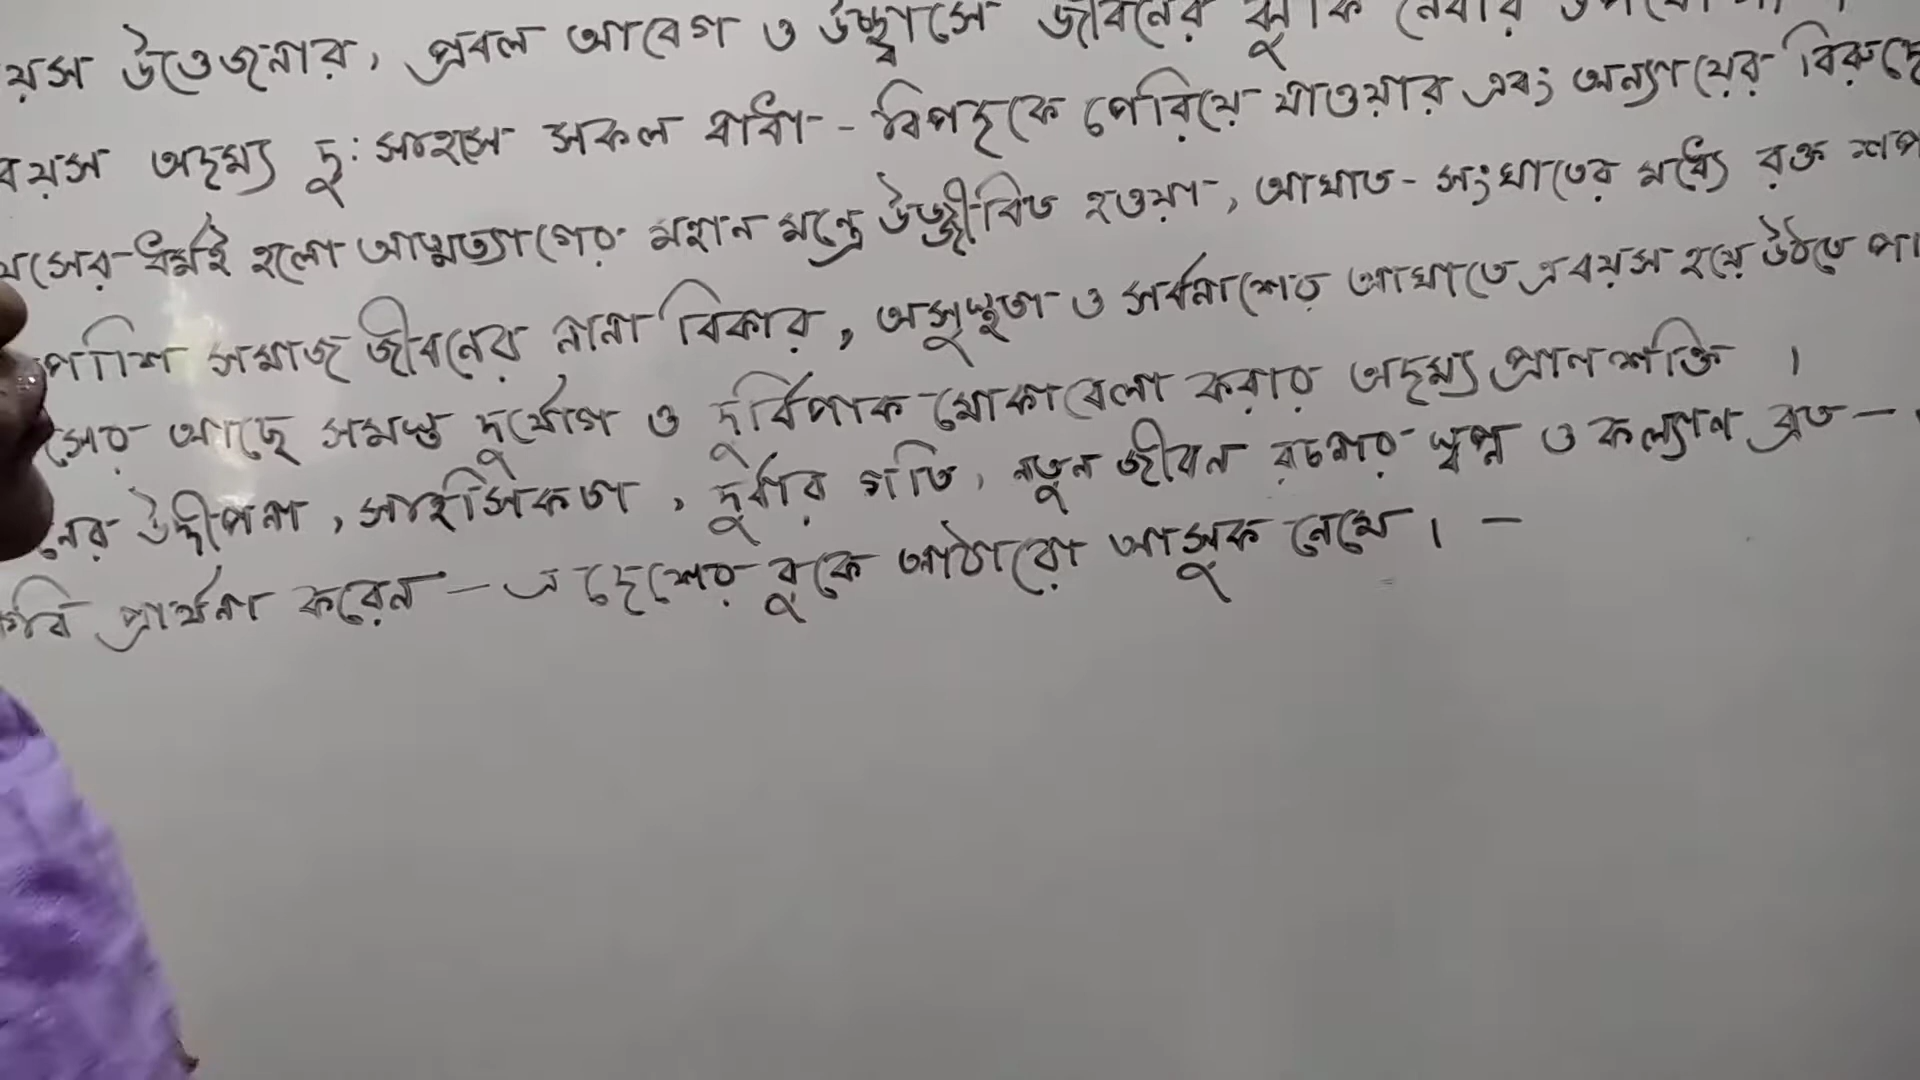 য়স উত্তেজনার, প্রবল আবেগ ও উচ্ছ্বাসে জীবনের ঝুঁকি নেবার
বয়স অদম্য দুঃসাহসে সকল বাধা-বিপদকে পেরিয়ে যাওয়ার এবং অন্যায়ের বিরুদ্ধে
য়সের ধর্মই হলো আত্মত্যাগের মহান মন্ত্রে উজ্জীবিত হওয়া, আঘাত-সংঘাতের মধ্যে রক্ত শপ
পাশি সমাজ জীবনের নানা বিকার, অসুস্থতা ও সর্বনাশের আঘাতে এ বয়স হয়ে উঠতে পা
সের আছে সমস্ত দুর্যোগ ও দুর্বিপাক মোকাবেলা করার অদম্য প্রাণশক্তি ।
নের উদ্দীপনা, সাহসিকতা, দুর্বার গতি, নতুন জীবন রচনার স্বপ্ন ও কল্যাণ ব্রত-
কবি প্রার্থনা করেন - এ দেশের বুকে আঠারো আসুক নেমে। -